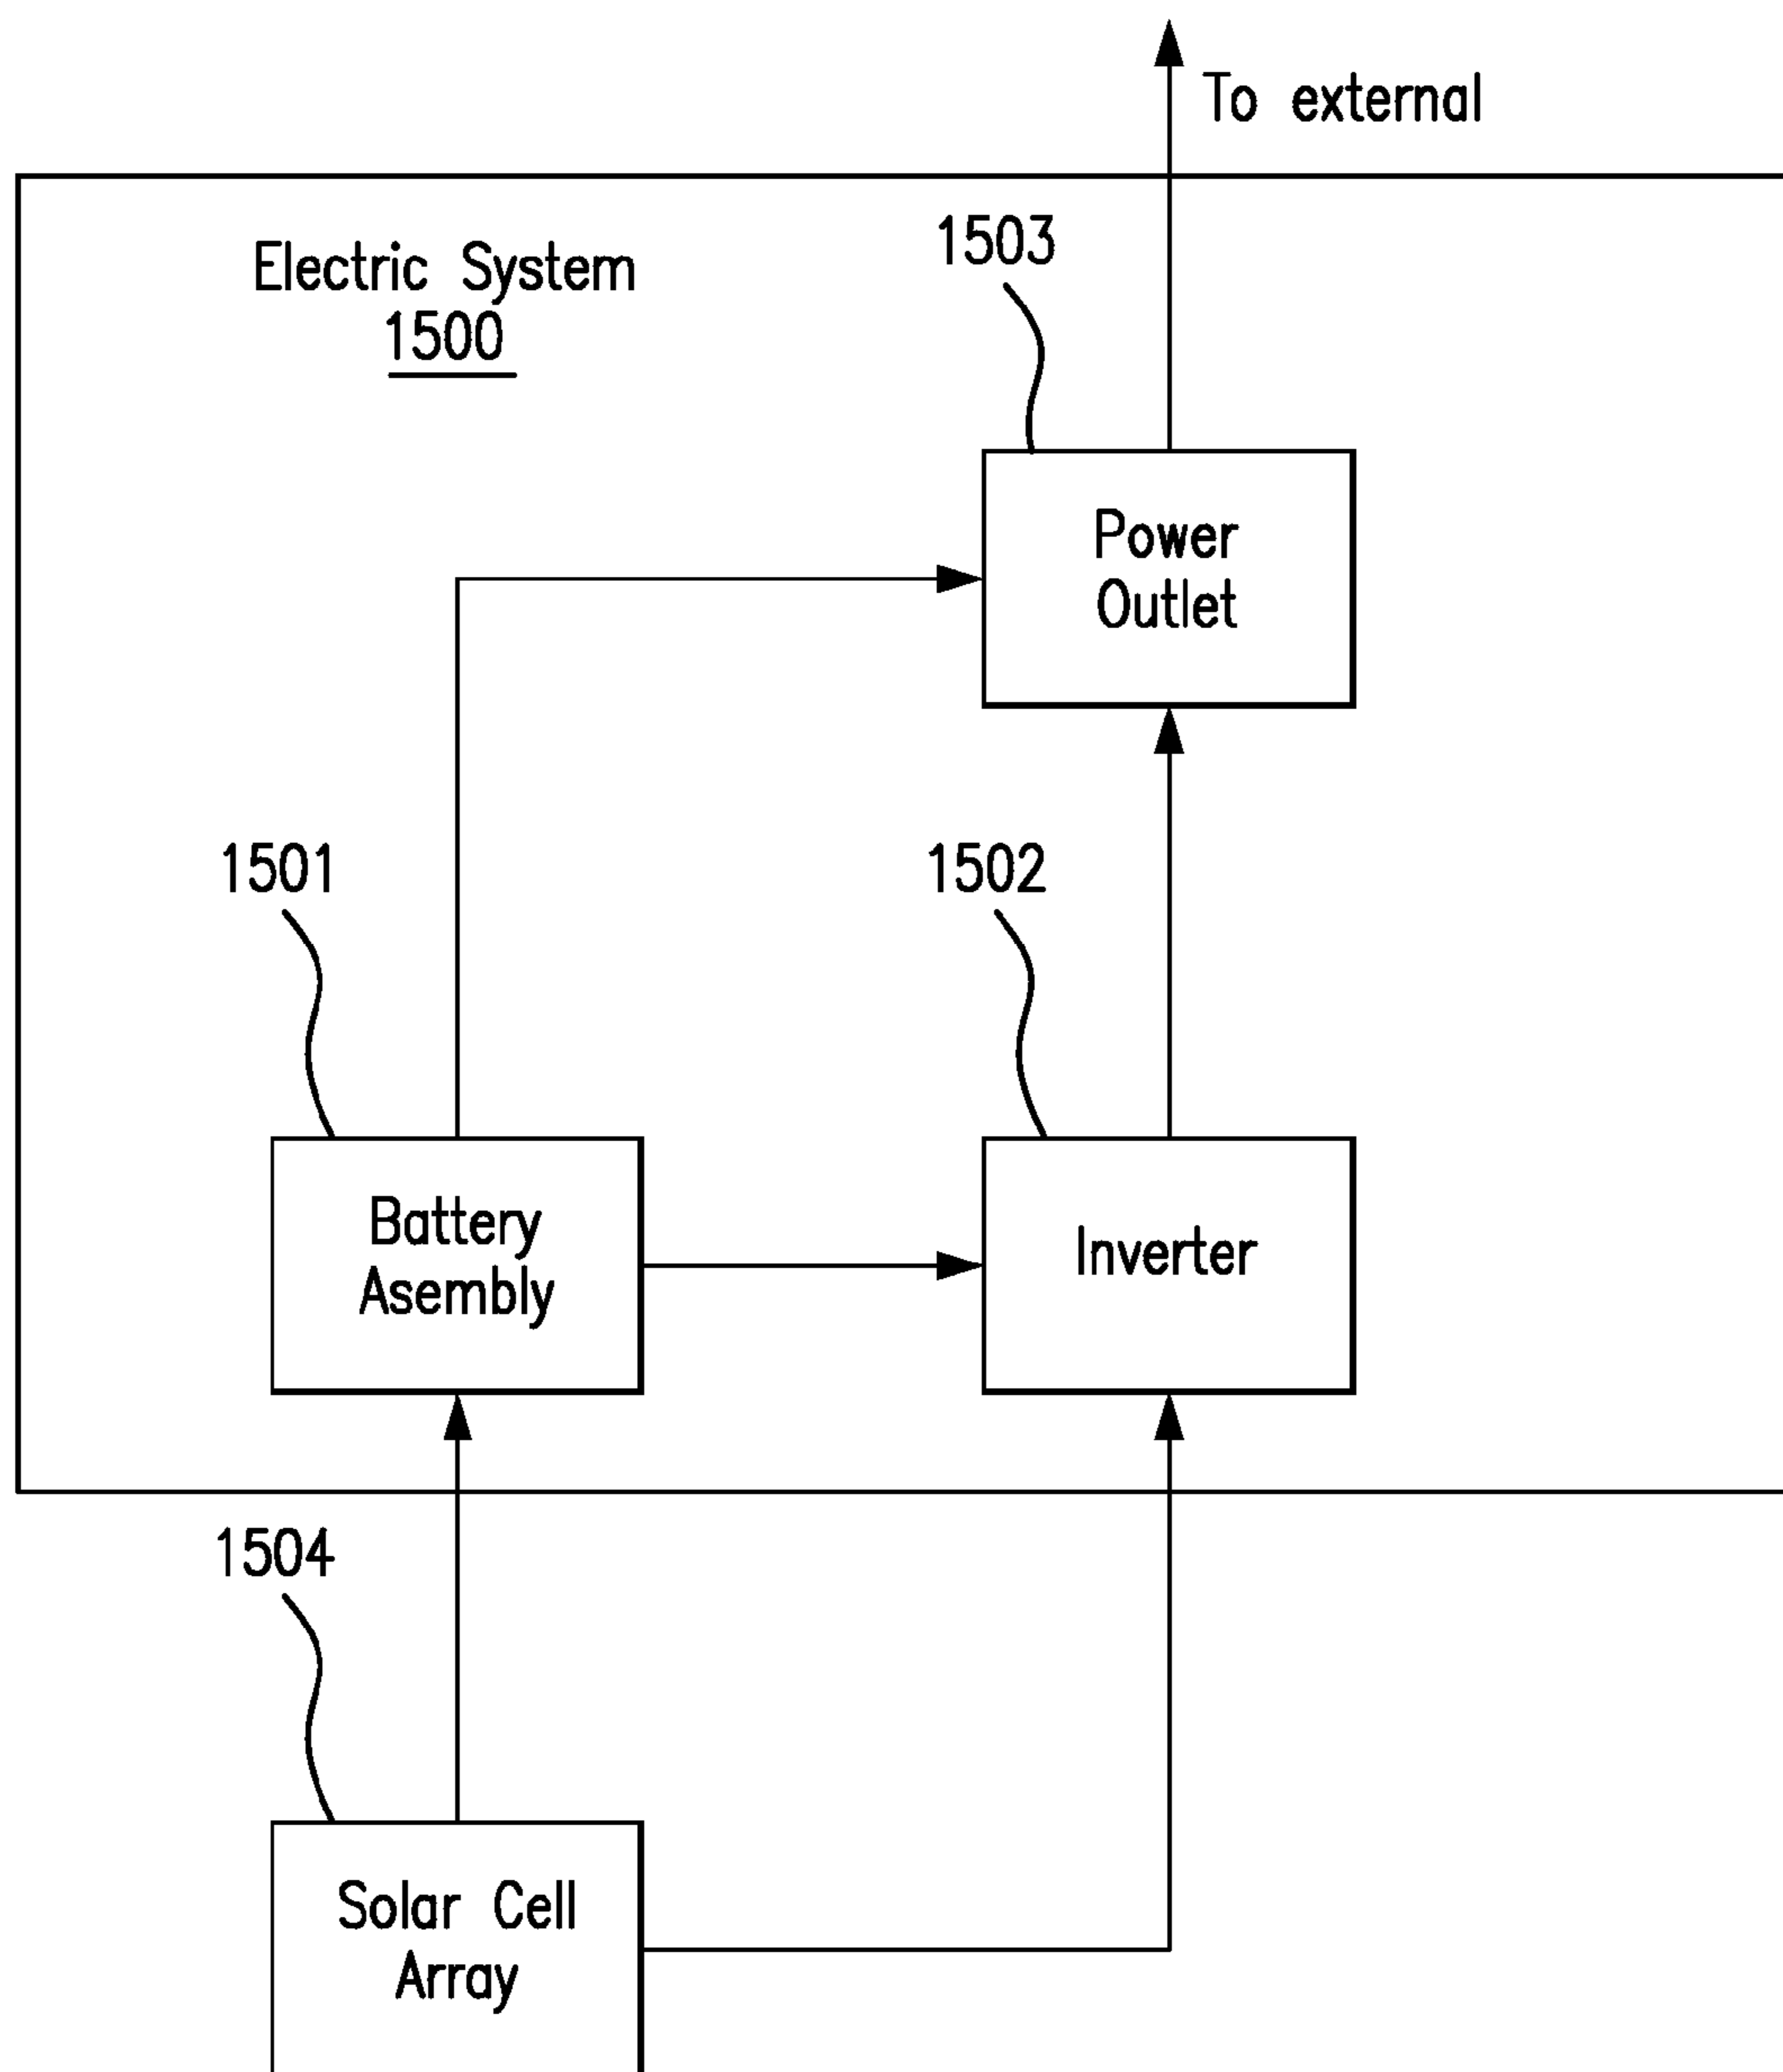 To external
Electric System
1500
1503
Power
Outlet
1501
1502
Battery
Asembly
Inverter
1504
Solar Cell
Array